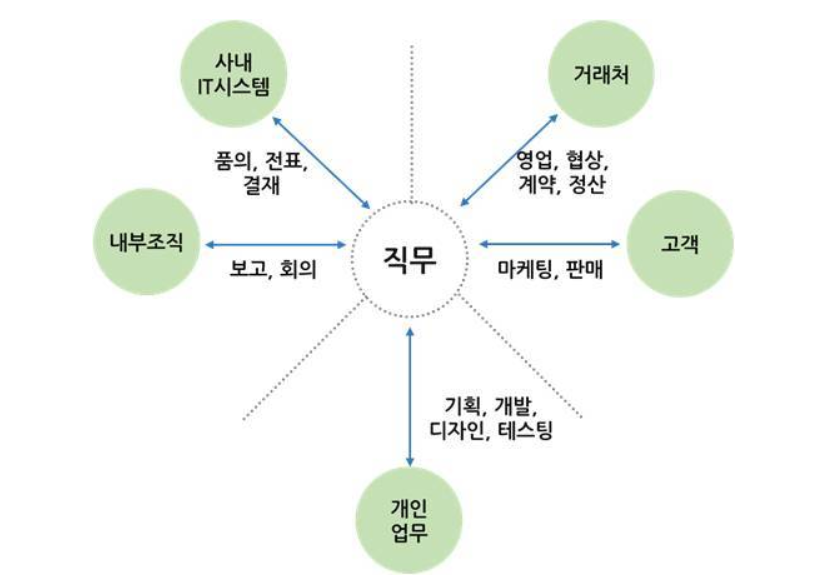 사내
IT시스템
거래처
품의, 전표,
결재
영업, 협상,
계약, 정산
내부조직
보고, 회의
직무
마케팅, 판매
고객
기획, 개발,
디자인, 테스팅
개인
업무